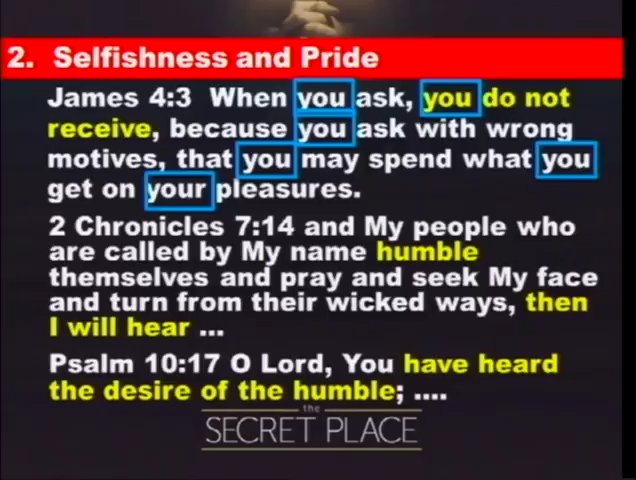 2. Selfishness and Pride
James 4:3 When you ask, you do not
receive, because you ask with wrong
motives, that you may spend what you
get on your pleasures.
2 Chronicles 7:14 and My people who
are called by My name humble
themselves and pray and seek My face
and turn from their wicked ways, then
I will hear ...
Psalm 10:17 O Lord, You have heard
the desire of the humble; ....
the
SECRET PLACE